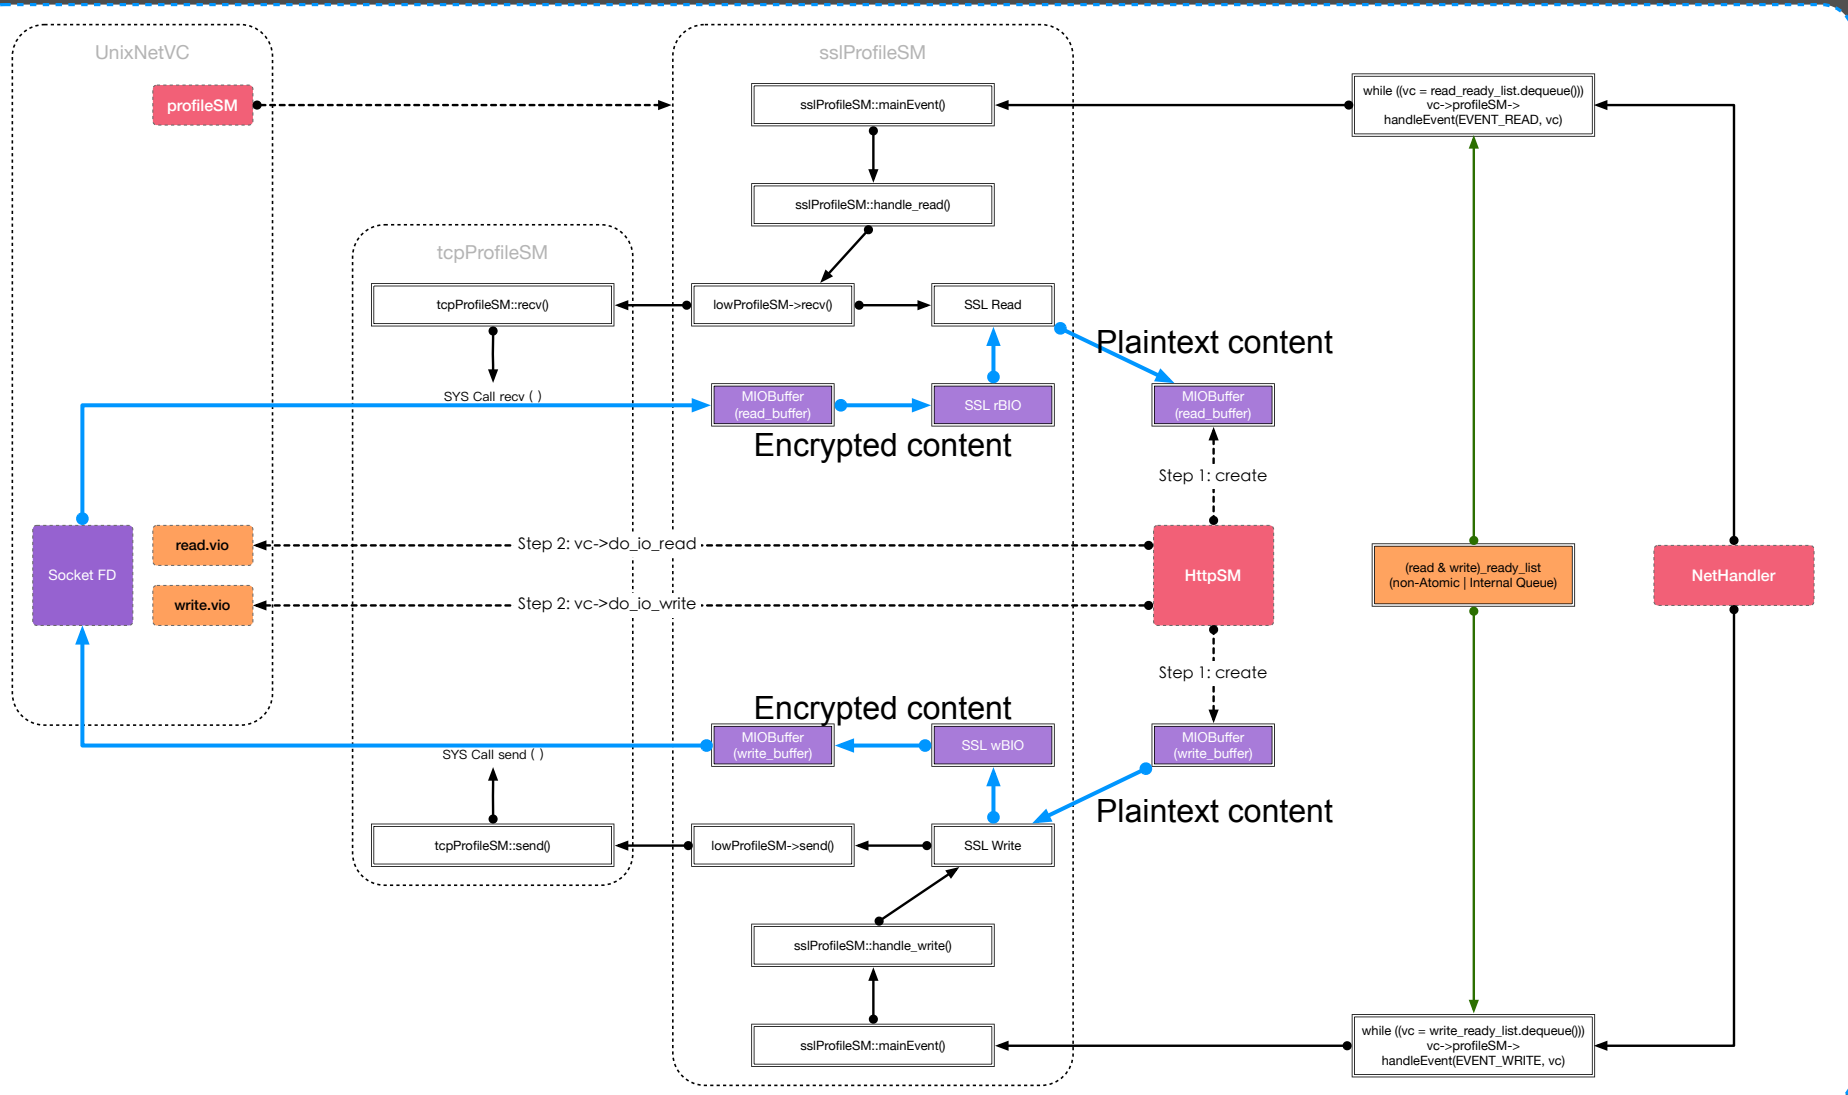 UnixNetVC
sslProfileSM
profileSM
sslProfileSM::mainEvent()
while ((vc = read_ready_list.dequeue()))
vc->profileSM->
handleEvent(EVENT_READ, vc)
sslProfileSM::handle_read()
tcpProfileSM
tcpProfileSM::recv()
lowProfileSM->recv()
SSL Read
Plaintext content
SYS Call recv ( )
MIOBuffer
(read_buffer)
SSL rBIO
MIOBuffer
(read_buffer)
Encrypted content
Step 1: create
Socket FD
read.vio
Step 2: vc->do_io_read
write.vio
Step 2: vc->do_io_write
HttpSM
(read & write)_ready_list
(non-Atomic | Internal Queue)
NetHandler
Step 1: create
Encrypted content
SYS Call send ( )
MIOBuffer
(write_buffer)
SSL wBIO
MIOBuffer
(write_buffer)
Plaintext content
tcpProfileSM::send()
lowProfileSM->send()
SSL Write
sslProfileSM::handle_write()
sslProfileSM::mainEvent()
while ((vc = write_ready_list.dequeue()))
vc->profileSM->
handleEvent(EVENT_WRITE, vc)